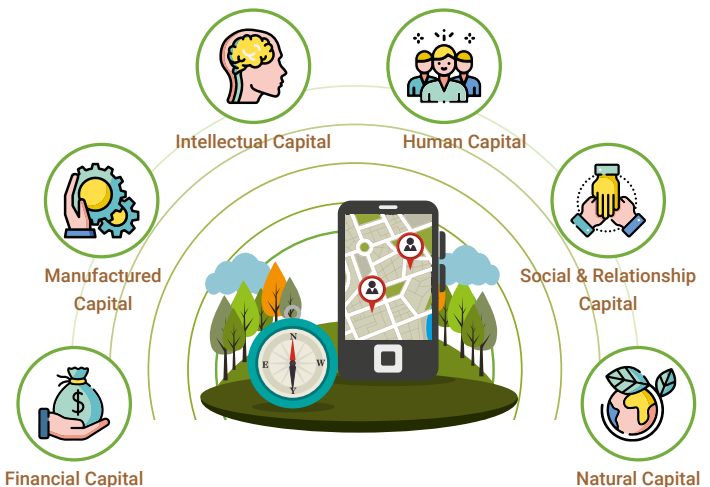 Intellectual Capital
Human Capital
Manufactured
Capital
Social & Relationship
Capital
$
N
E
W
Y
Financial Capital
Natural Capital